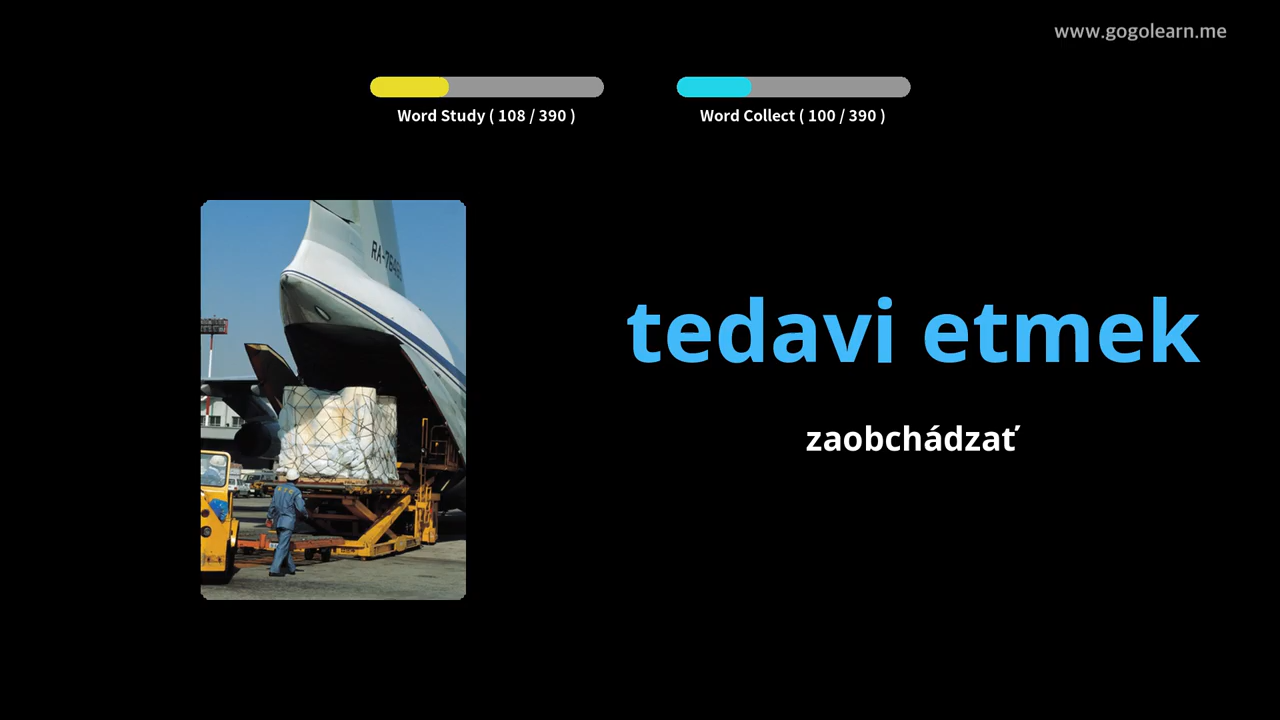 www.gogolearn.me
Word Study ( 108 / 390 )
Word Collect ( 100 / 390 )
tedavi etmek
zaobchádzať